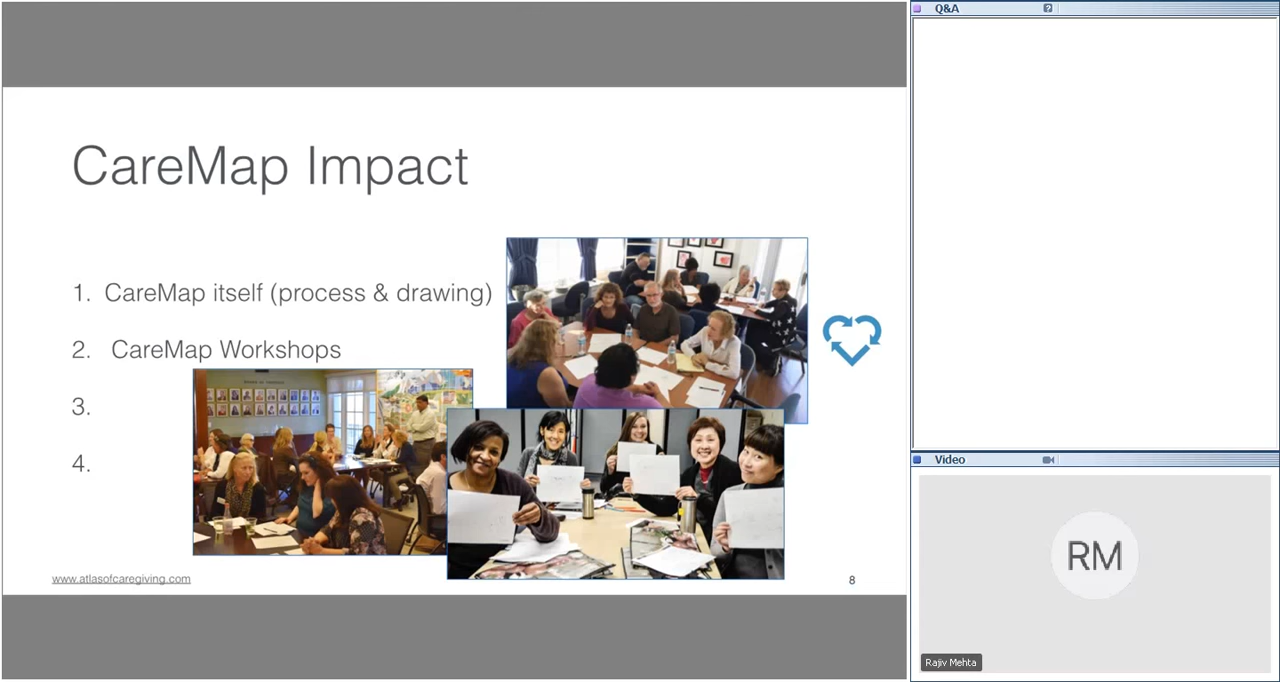 CareMap Impact
1. CareMap itself (process & drawing)
2. CareMap Workshops
3.
4.
www.atlasofcaregiving.com
8
Q&A
?
Video
RM
Rajiv Mehta